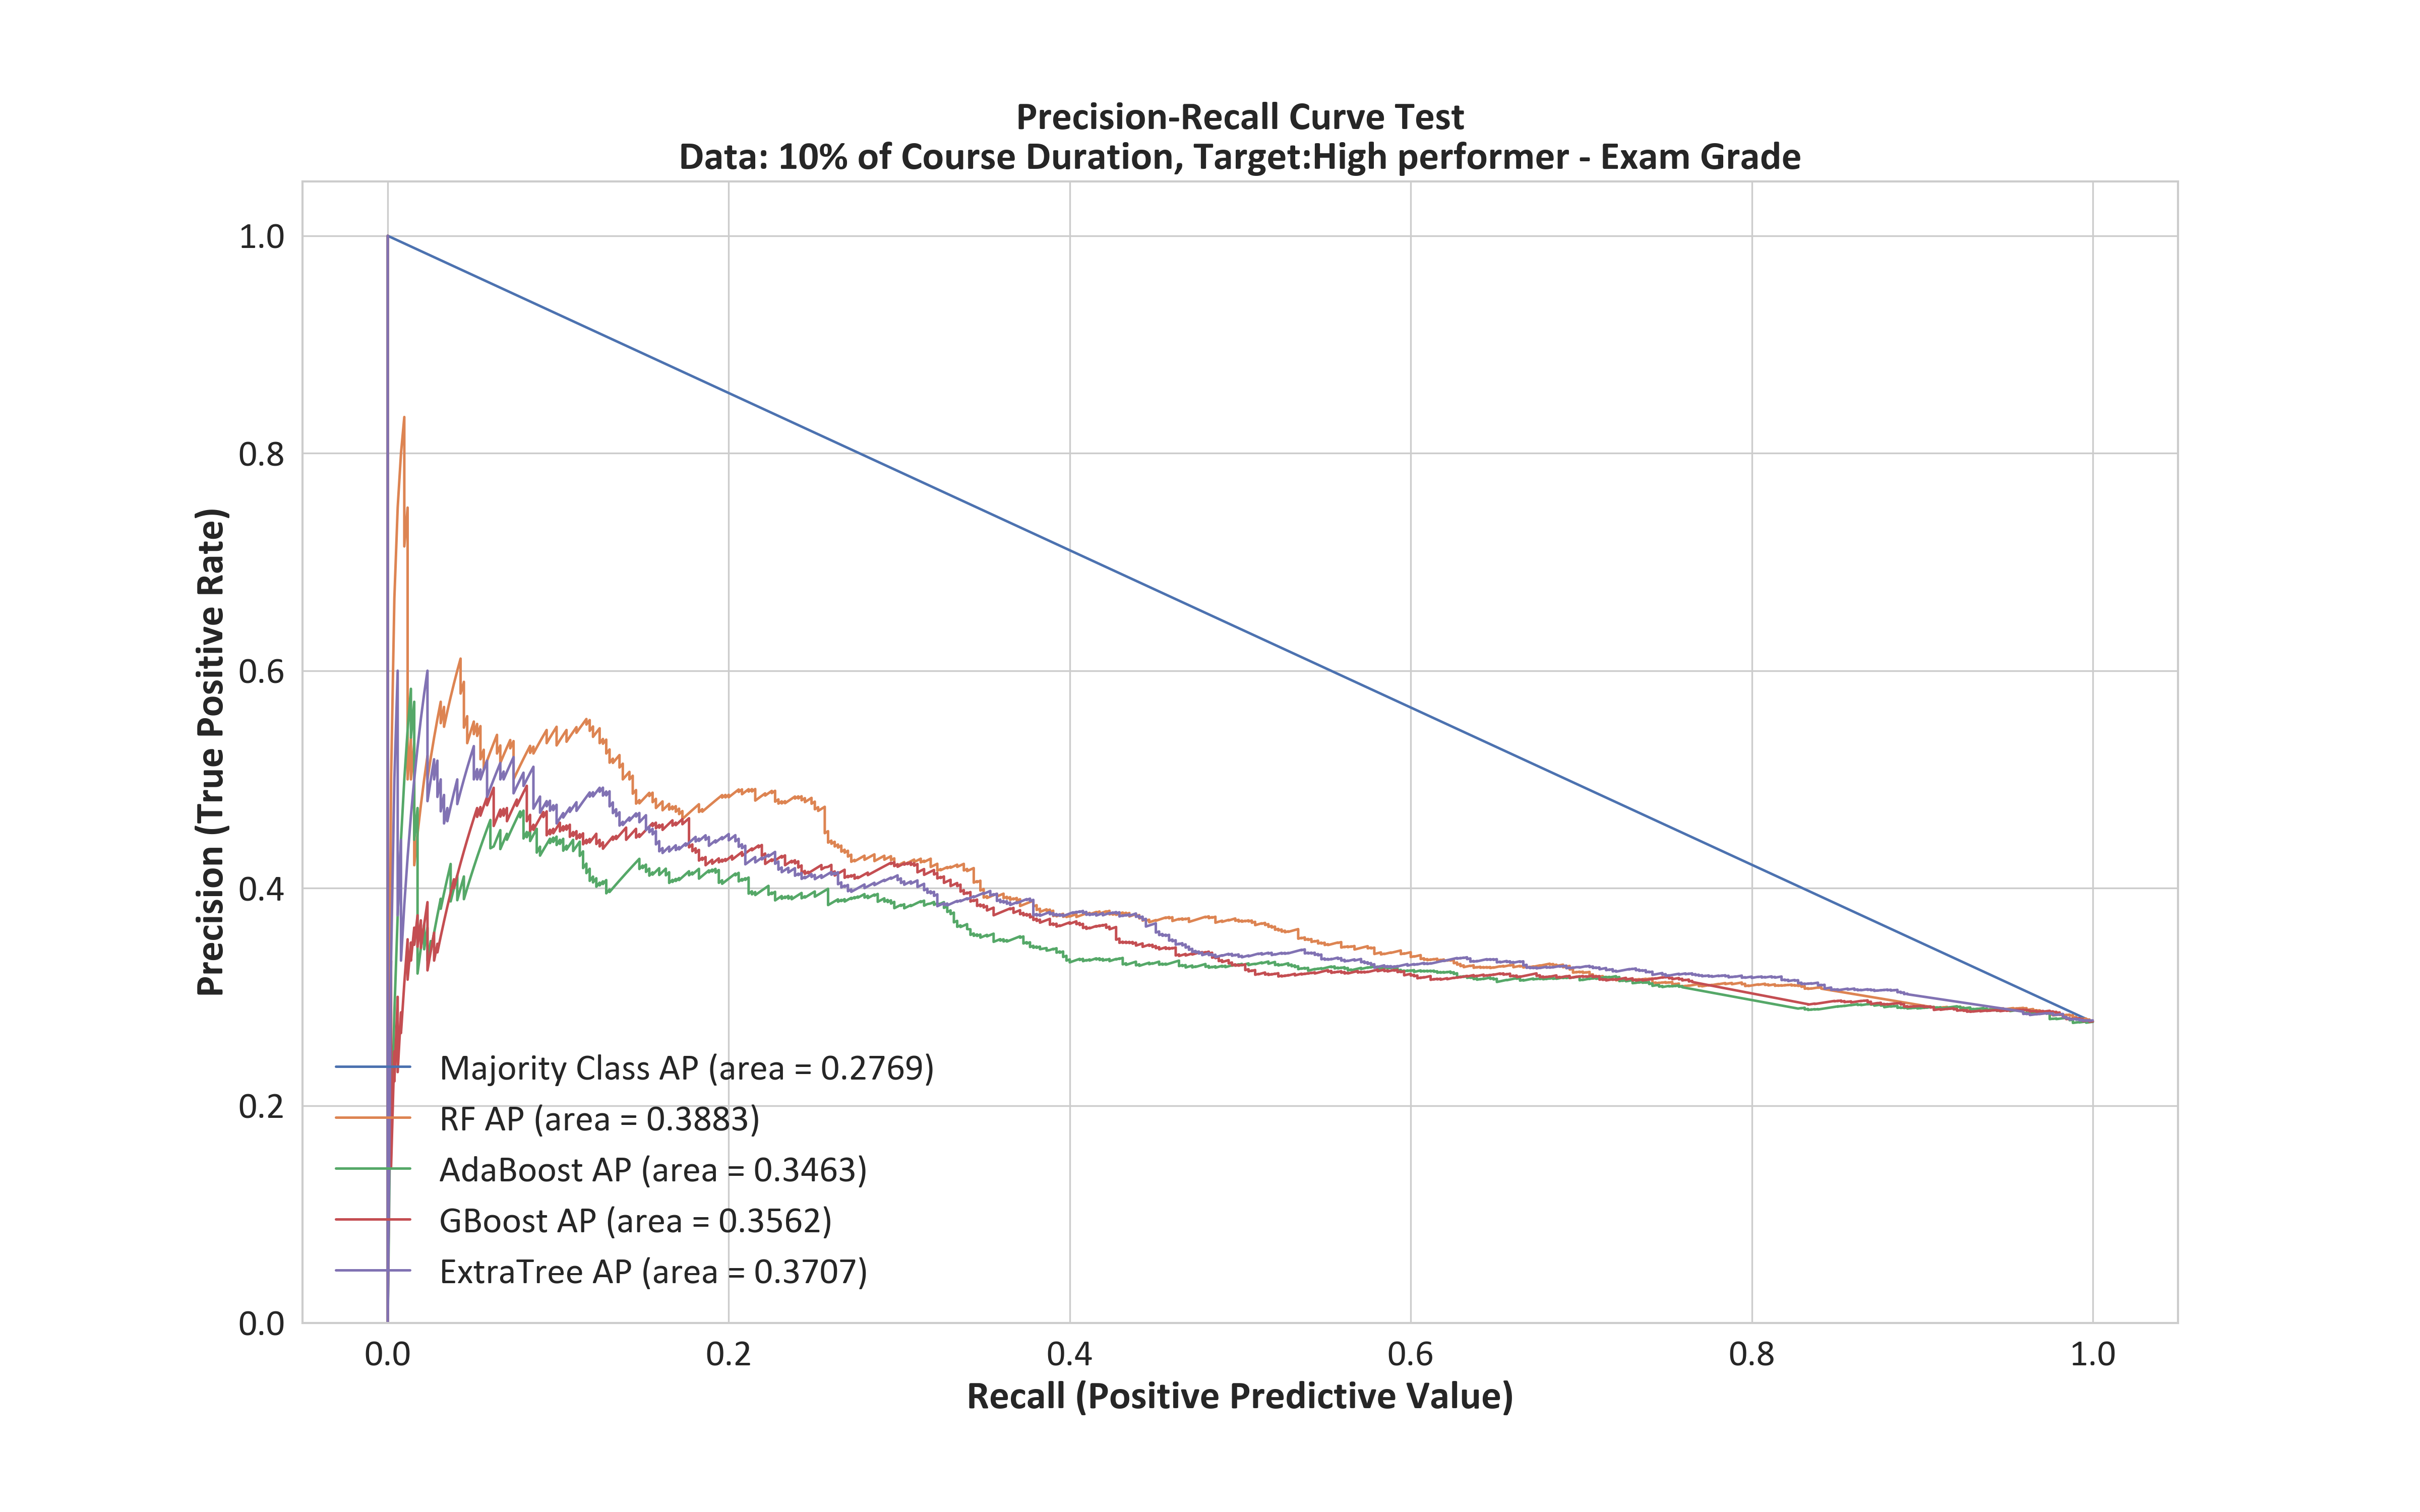 Precision-Recall Curve Test
Data: 10% of Course Duration, Target:High performer - Exam Grade
Precision (True Positive Rate)
1.0
0.8
0.6
0.4
0.2
0.0
Majority Class AP (area = 0.2769)
RF AP (area = 0.3883)
AdaBoost AP (area = 0.3463)
GBoost AP (area = 0.3562)
ExtraTree AP (area = 0.3707)
0.0 0.2 0.4 0.6 0.8 1.0
Recall (Positive Predictive Value)